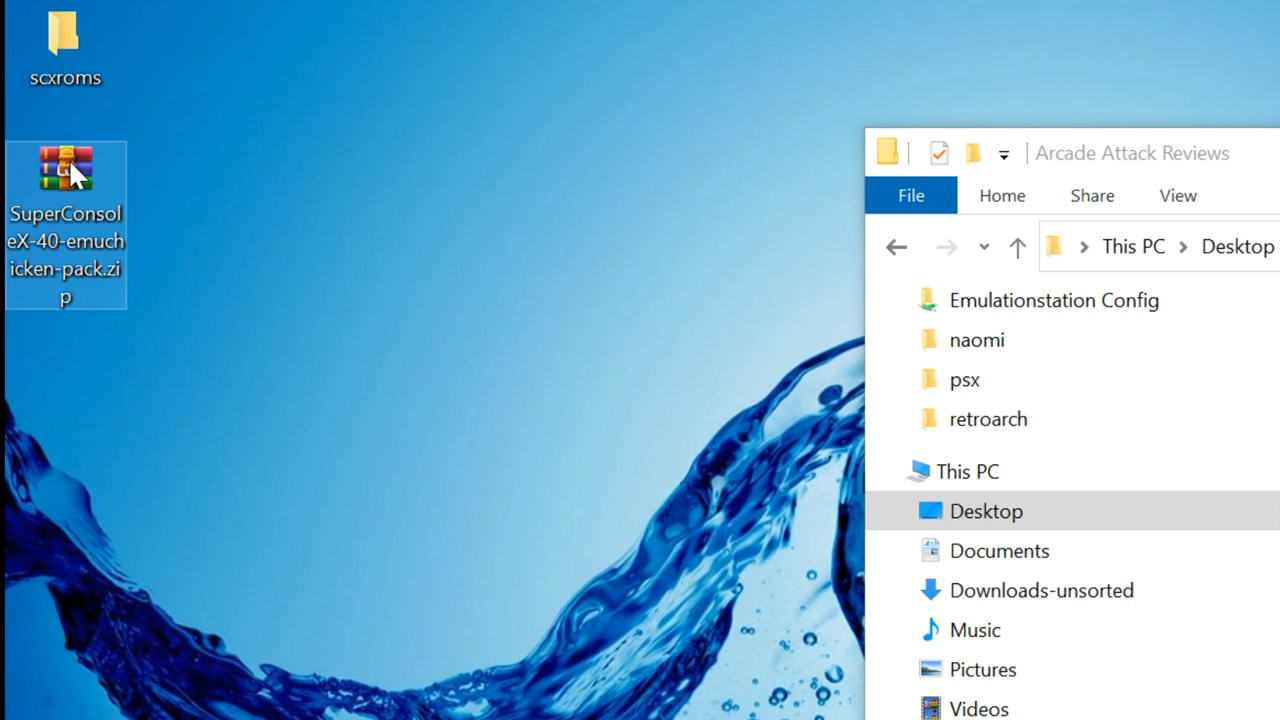 scxroms
SuperConsol
eX-40-emuch
icken-pack.zi
p
Arcade Attack Reviews
File Home Share View
This PC Desktop
Emulationstation Config
naomi
psx
retroarch
This PC
Desktop
Documents
Downloads-unsorted
Music
Pictures
Videos